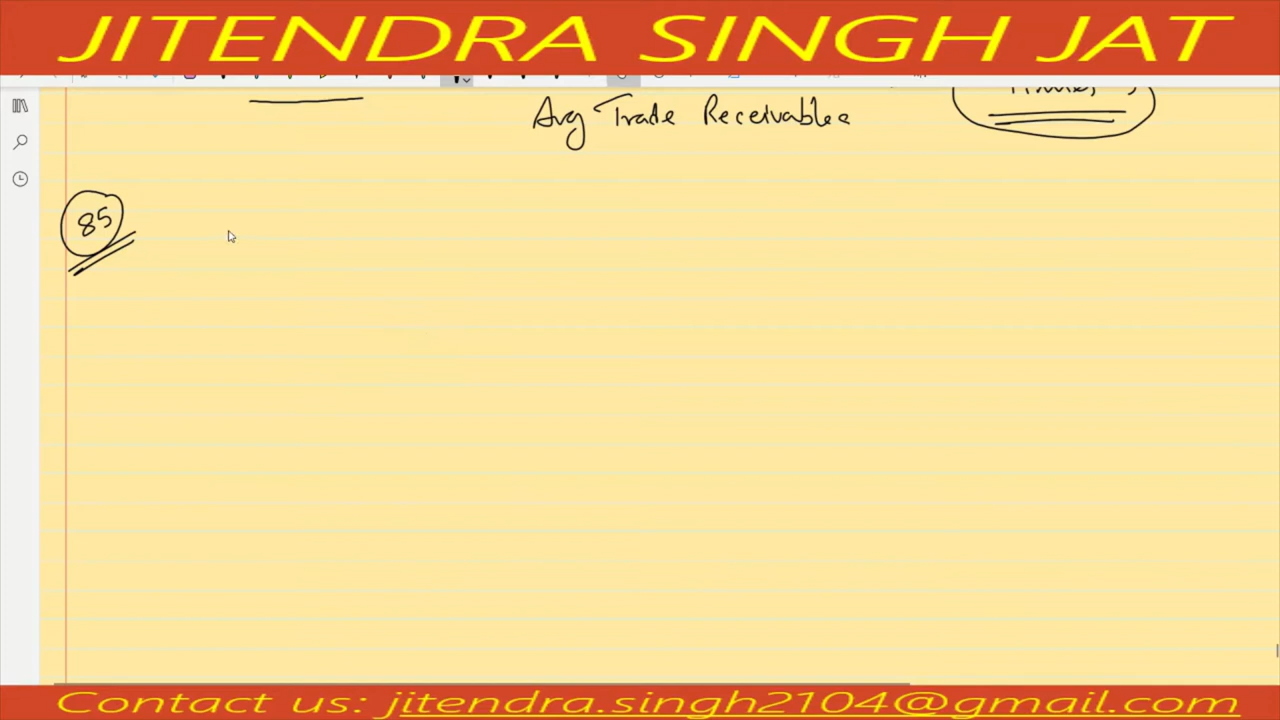 JITENDRA SINGH JAT
Avg Trade Receivables
85
Contact us: jitendra.singh2104@gmail.com